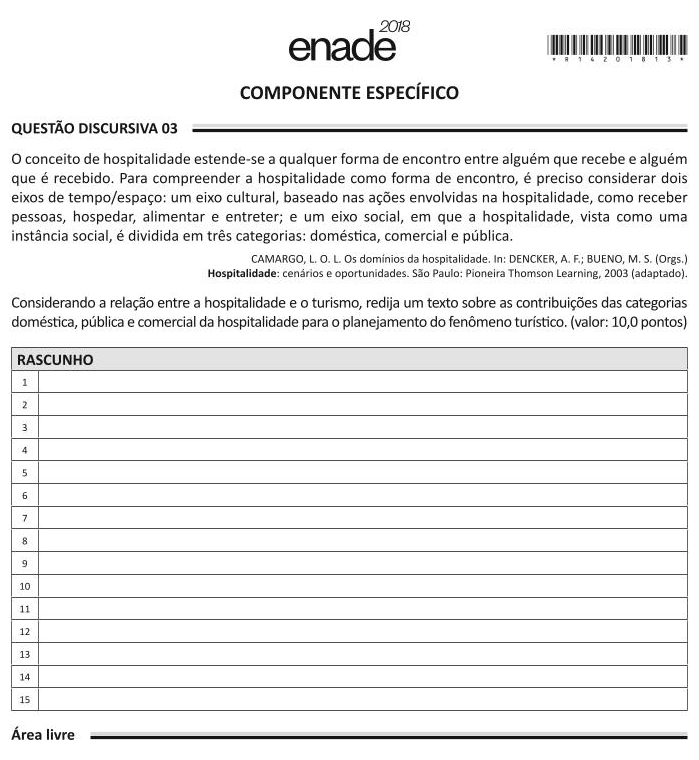 enade 2018
*R1420181 3*
COMPONENTE ESPECÍFICO
QUESTÃO DISCURSIVA 03
O conceito de hospitalidade estende-se a qualquer forma de encontro entre alguém que recebe e alguém
que é recebido. Para compreender a hospitalidade como forma de encontro, é preciso considerar dois
eixos de tempo/espaço: um eixo cultural, baseado nas ações envolvidas na hospitalidade, como receber
pessoas, hospedar, alimentar e entreter; e um eixo social, em que a hospitalidade, vista como uma
instância social, é dividida em três categorias: doméstica, comercial e pública.
CAMARGO, L. O. L. Os domínios da hospitalidade. In: DENCKER, A. F.; BUENO, M. S. (Orgs.)
Hospitalidade: cenários e oportunidades. São Paulo: Pioneira Thomson Learning, 2003 (adaptado).
Considerando a relação entre a hospitalidade e o turismo, redija um texto sobre as contribuições das categorias
doméstica, pública e comercial da hospitalidade para o planejamento do fenômeno turístico. (valor: 10,0 pontos)
RASCUNHO
1
2
3
4
5
6
7
8
9
10
11
12
13
14
15
Área livre